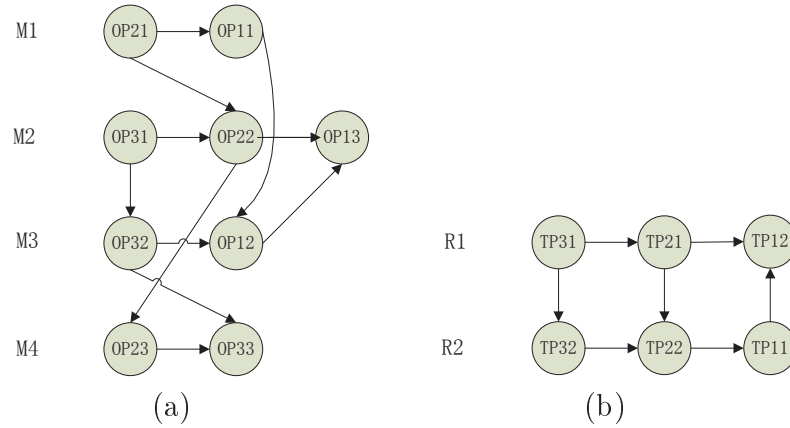 M1 OP21 OP11
M2 OP31 OP22 OP13
M3 OP32 OP12
M4 OP23 OP33
(a)
R1 TP31 TP21 TP12
R2 TP32 TP22 TP11
(b)